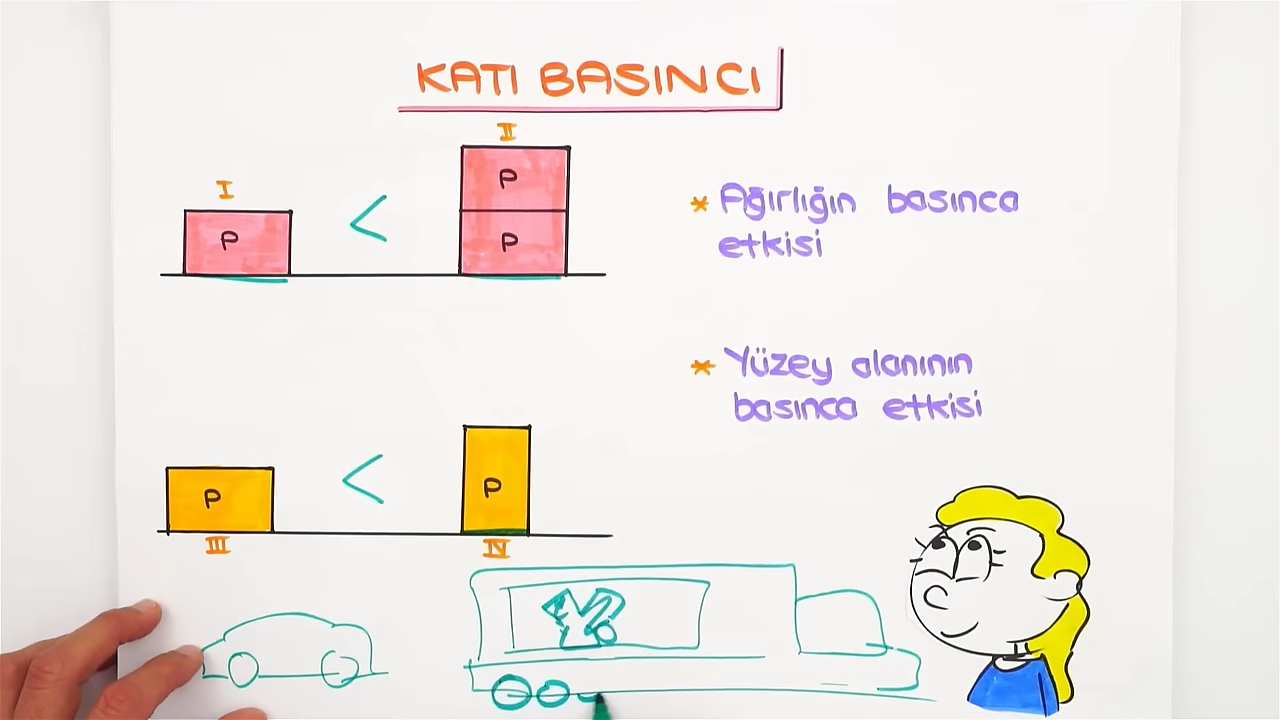 KATI BASINCI
I
II
P
<
P
P
* Ağırlığın basınca
etkisi
* Yüzey alanının
basınca etkisi
P
<
P
III
IV